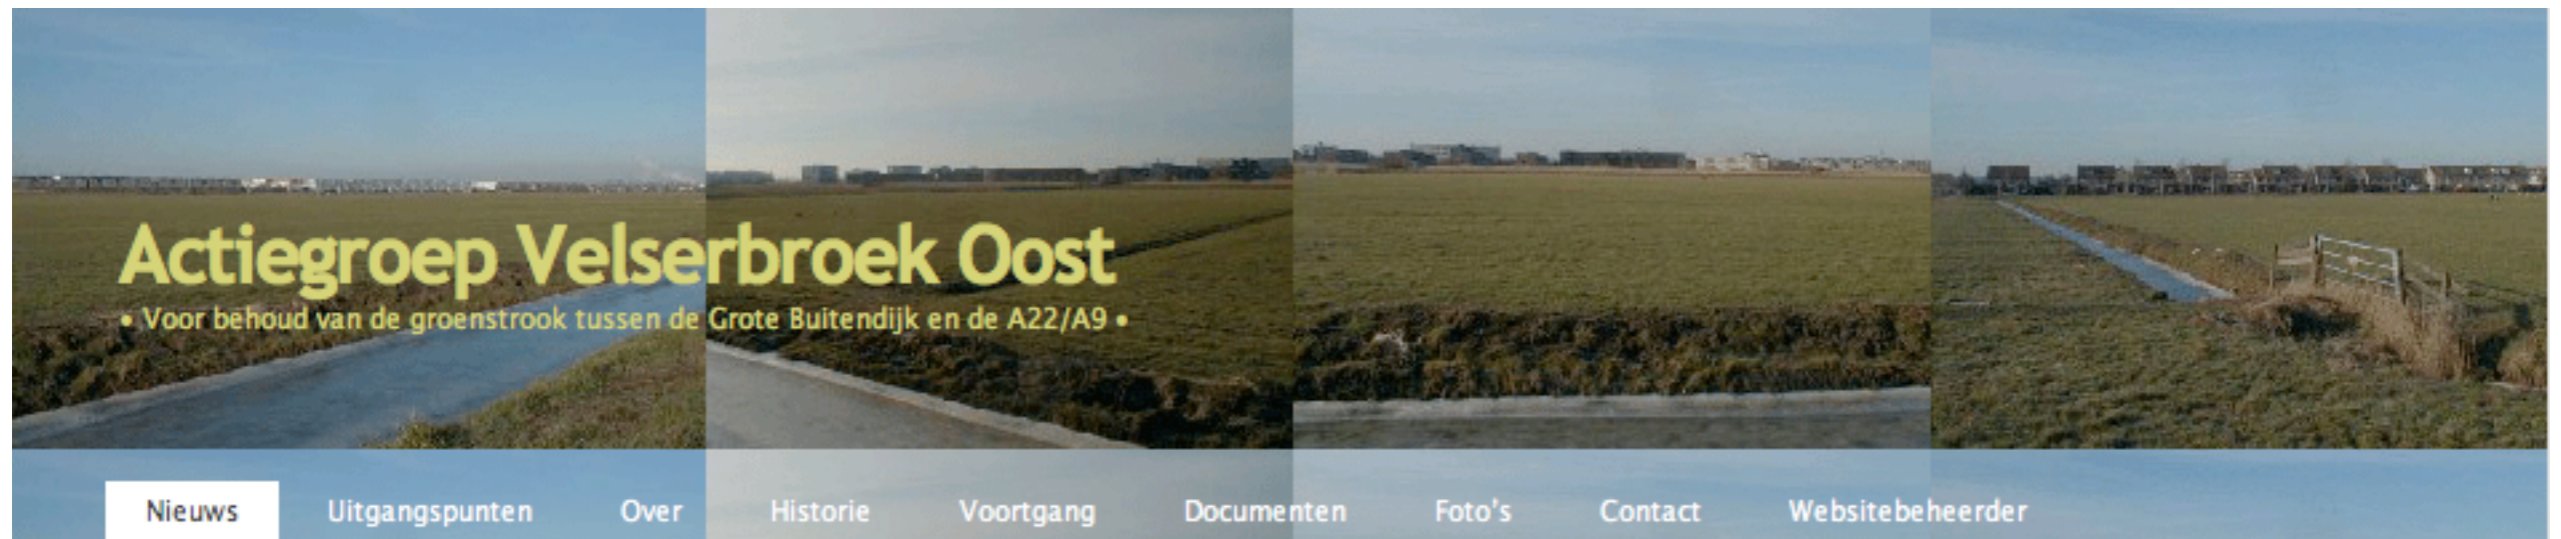 Actiegroep Velserbroek Oost
• Voor behoud van de groenstrook tussen de Grote Buitendijk en de A22/A9 •
Nieuws Uitgangspunten Over Historie Voortgang Documenten Foto's Contact Websitebeheerder